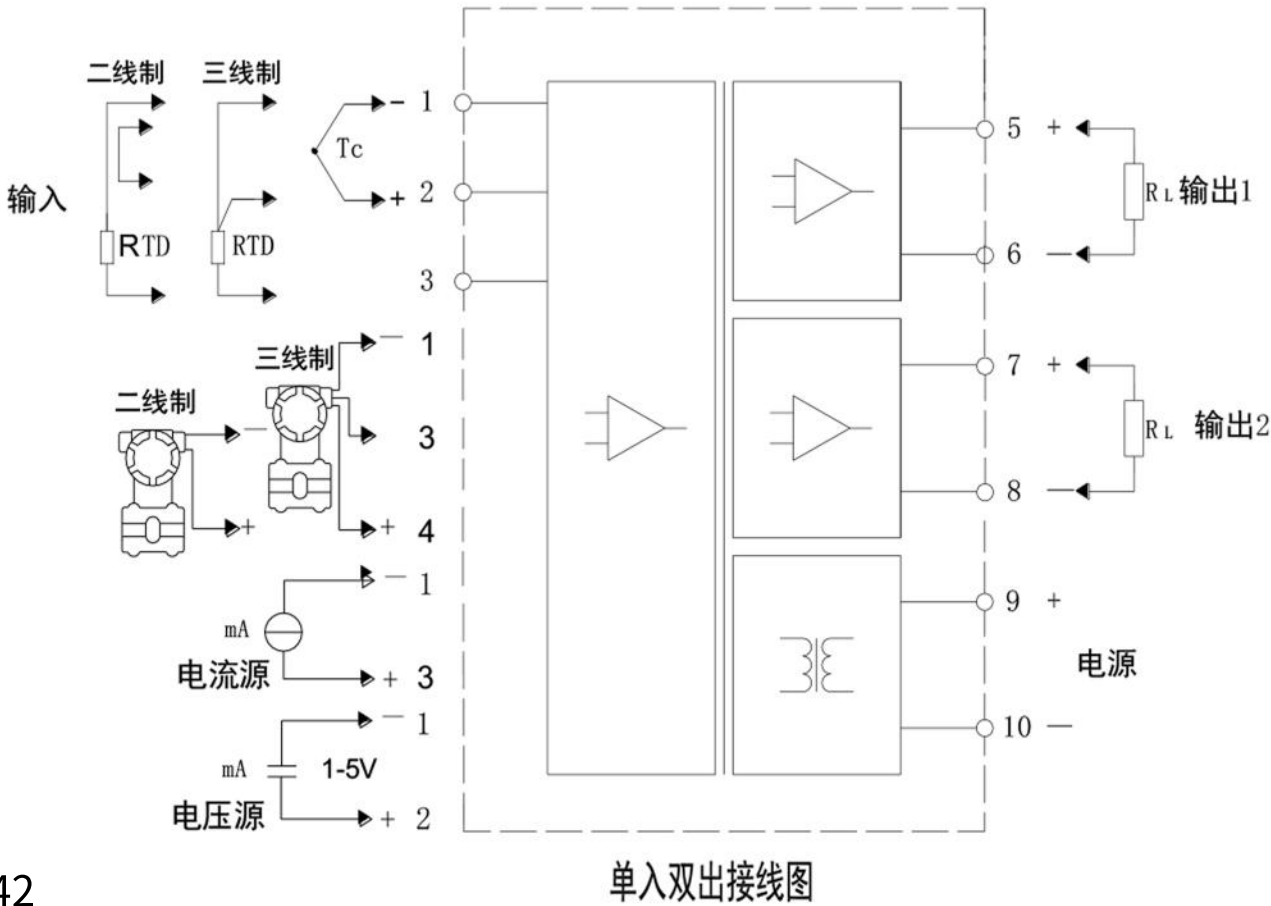 二线制 三线制
− 1
Tc
输入
+ 2
RTD RTD
3
− 1
三线制
二线制
−
3
+
+ 4
− 1
mA
电流源
+ 3
− 1
mA 1-5V
电压源
+ 2
5 +
RL 输出1
6 −
7 +
RL 输出2
8 −
9 +
电源
10 −
单入双出接线图
42